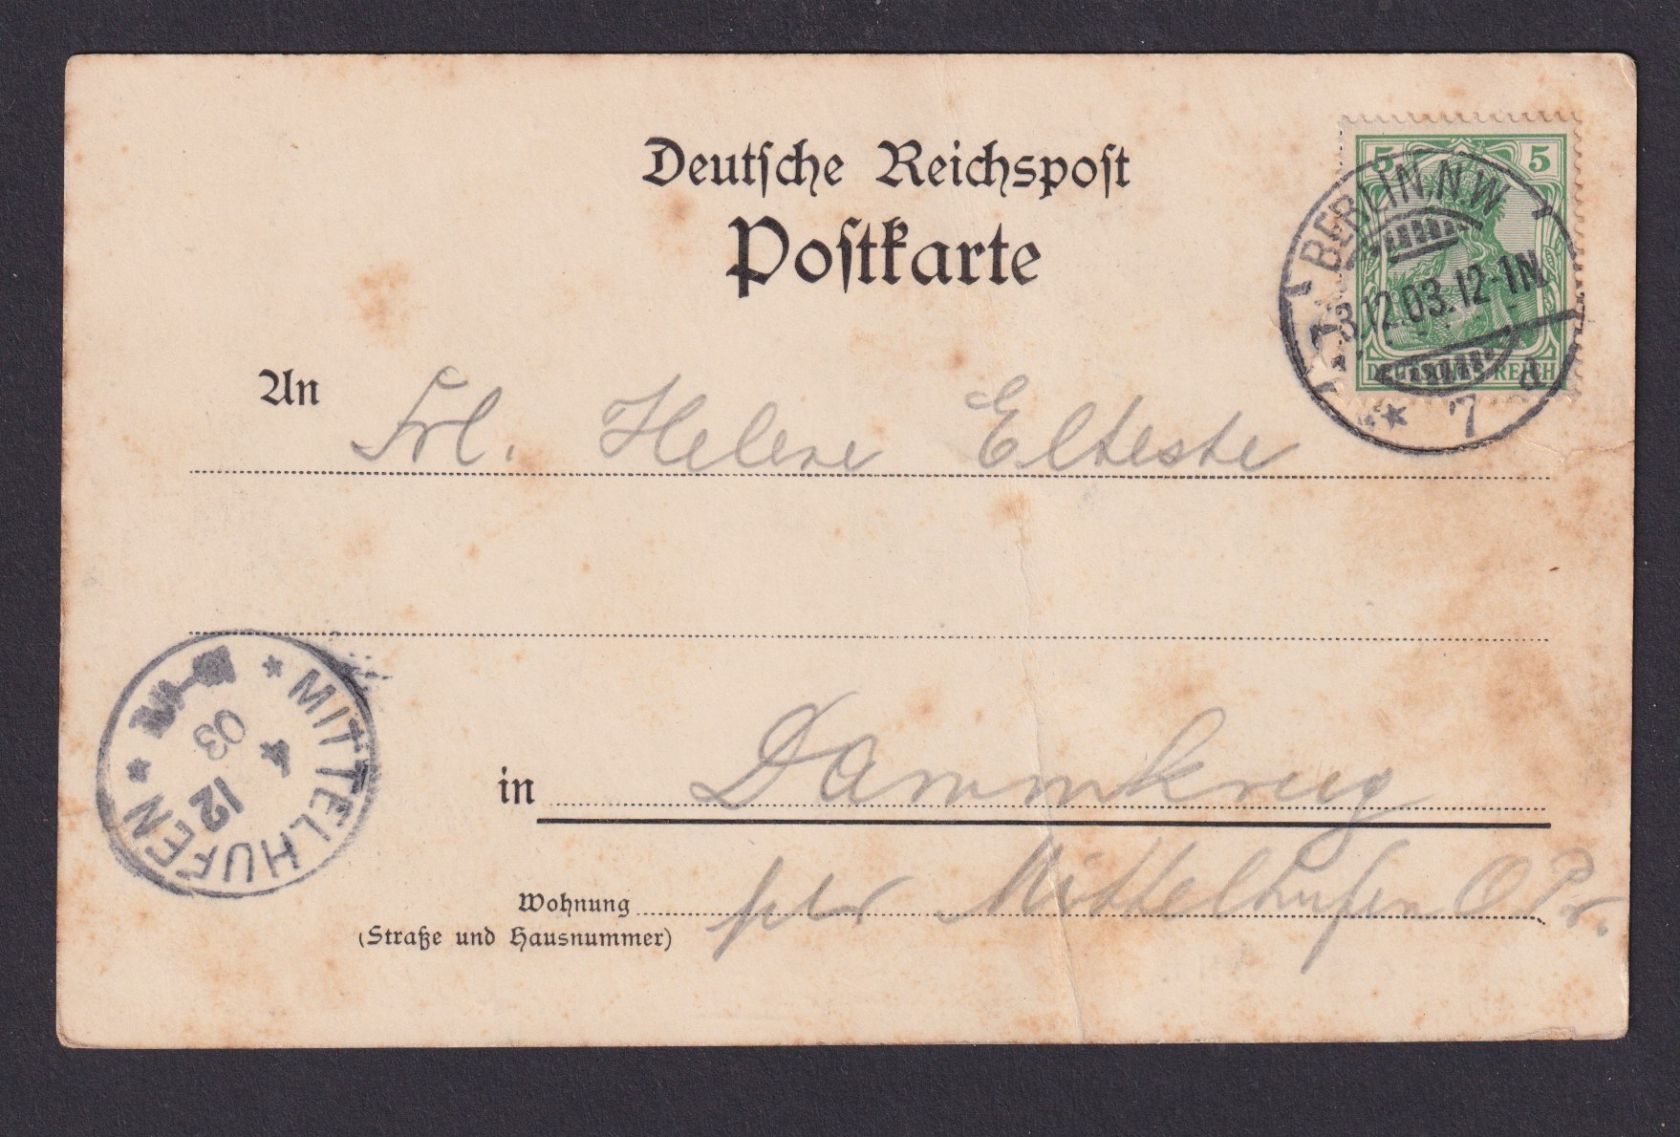 Deutsche Reichspost
Postkarte
5 5
BERLIN, N.W.
3.12.03.12-1N.
DEUTSCHES REICH
* 7 d
An Frl. Helene Elteste
MITTELHUFEN
4
12
03
in Dammkrug
Wohnung per Mittelhufen O Pr.
(Straße und Hausnummer)